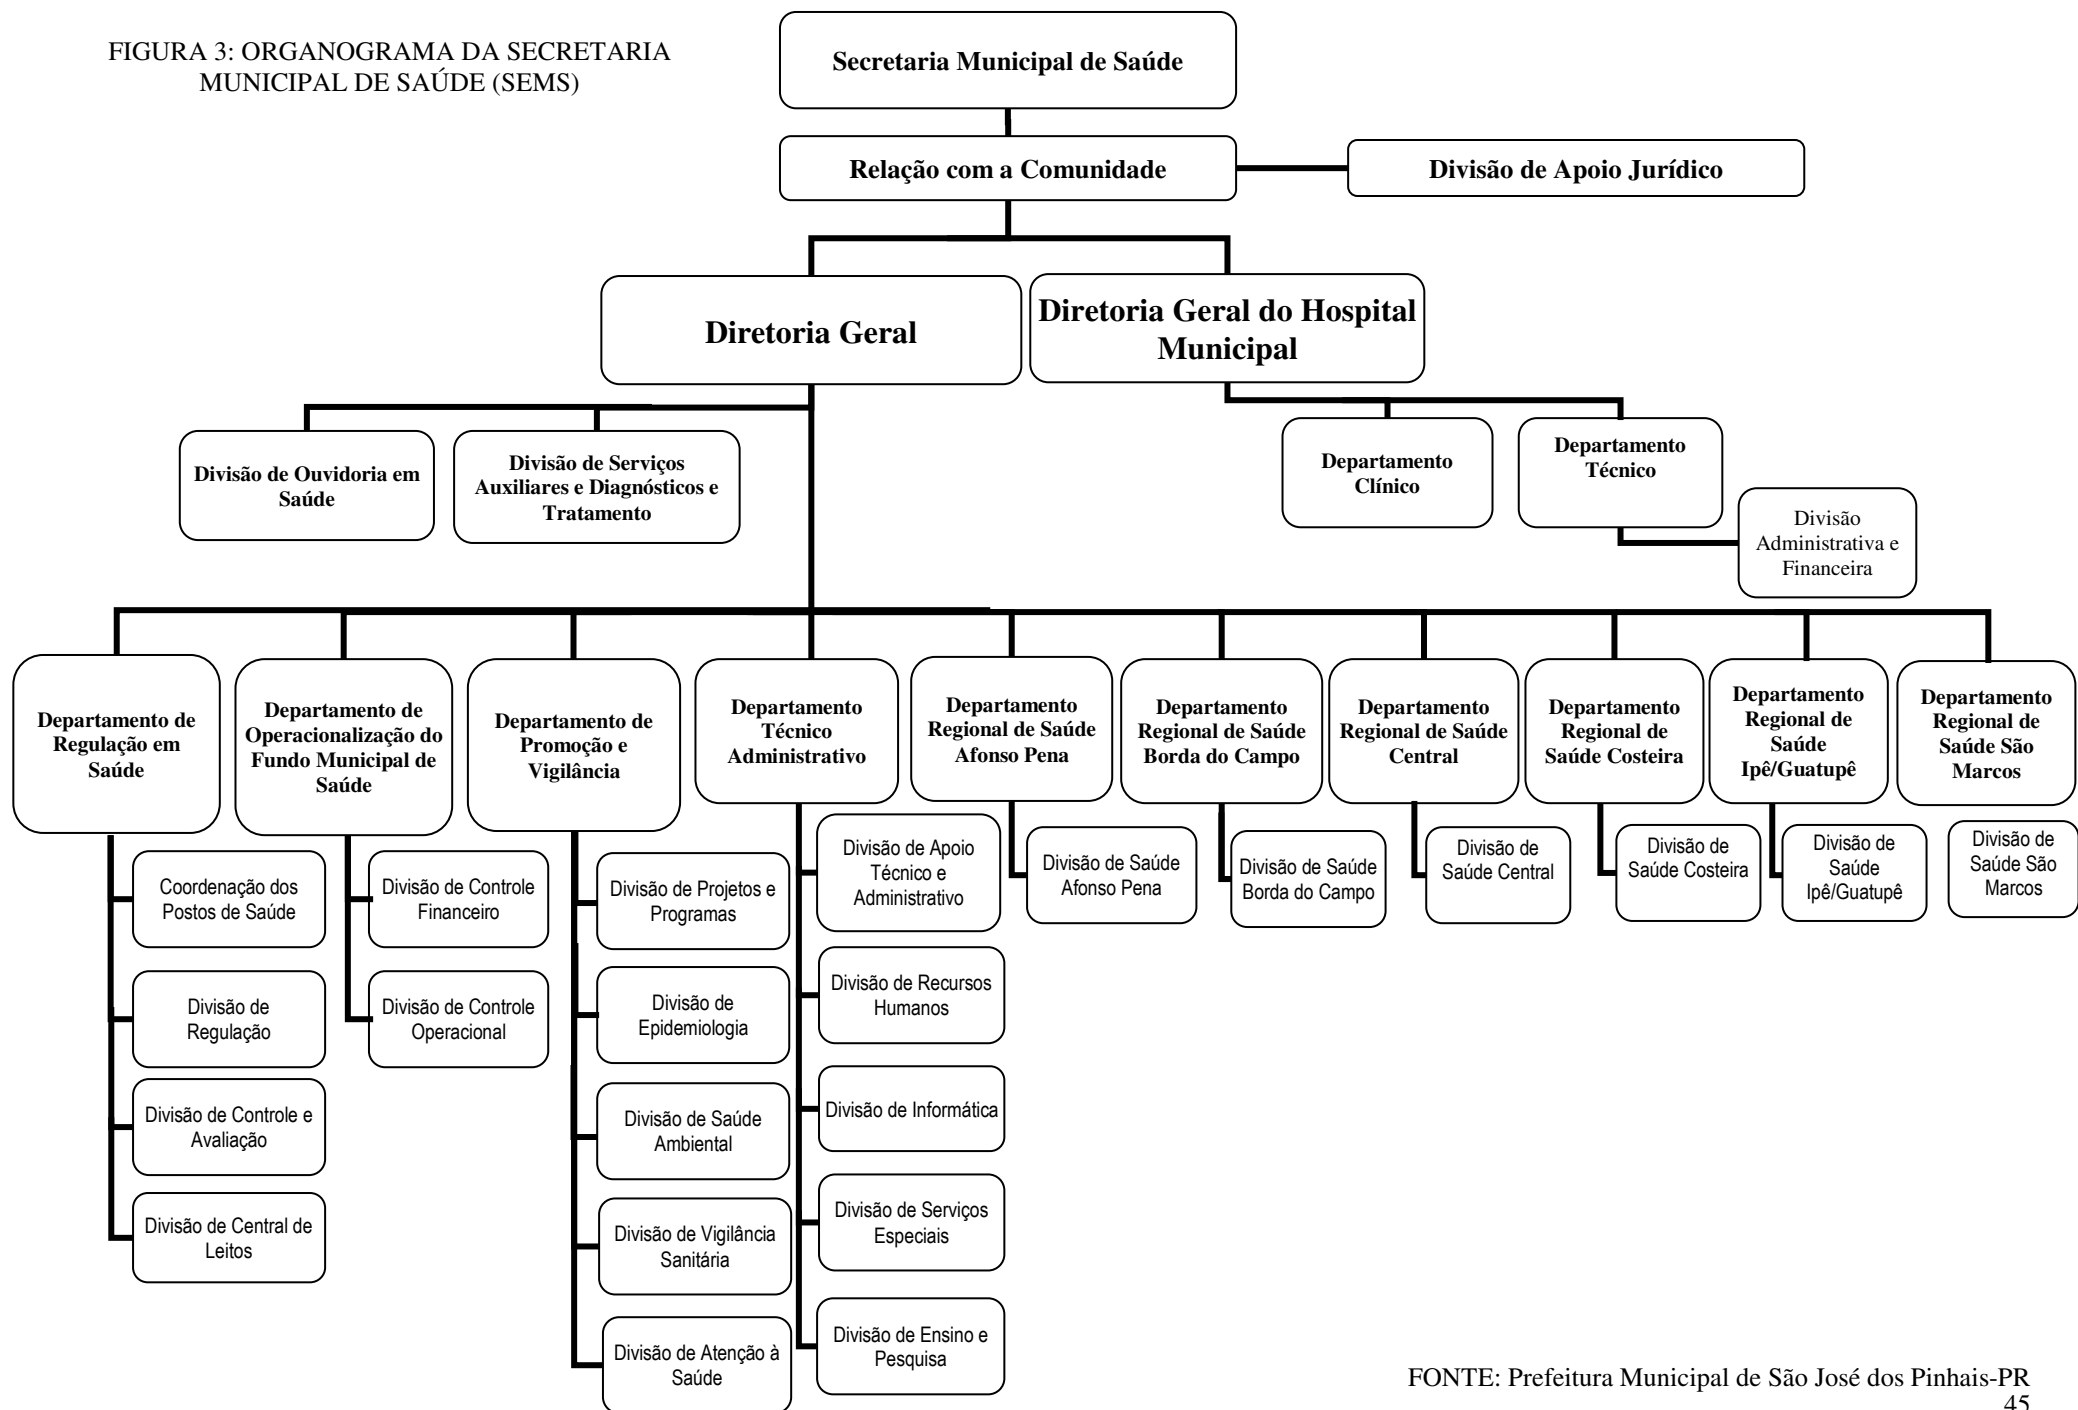 FIGURA 3: ORGANOGRAMA DA SECRETARIA
MUNICIPAL DE SAÚDE (SEMS)
Secretaria Municipal de Saúde
Relação com a Comunidade
Divisão de Apoio Jurídico
Diretoria Geral
Diretoria Geral do Hospital
Municipal
Divisão de Ouvidoria em
Saúde
Divisão de Serviços
Auxiliares e Diagnósticos e
Tratamento
Departamento
Clínico
Departamento
Técnico
Divisão
Administrativa e
Financeira
Departamento de
Regulação em
Saúde
Departamento de
Operacionalização do
Fundo Municipal de
Saúde
Departamento de
Promoção e
Vigilância
Departamento
Técnico
Administrativo
Departamento
Regional de Saúde
Afonso Pena
Departamento
Regional de Saúde
Borda do Campo
Departamento
Regional de Saúde
Central
Departamento
Regional de
Saúde Costeira
Departamento
Regional de
Saúde
Ipê/Guatupê
Departamento
Regional de
Saúde São
Marcos
Coordenação dos
Postos de Saúde
Divisão de
Regulação
Divisão de Controle e
Avaliação
Divisão de Central de
Leitos
Divisão de Controle
Financeiro
Divisão de Controle
Operacional
Divisão de Projetos e
Programas
Divisão de
Epidemiologia
Divisão de Saúde
Ambiental
Divisão de Vigilância
Sanitária
Divisão de Atenção à
Saúde
Divisão de Apoio
Técnico e
Administrativo
Divisão de Recursos
Humanos
Divisão de Informática
Divisão de Serviços
Especiais
Divisão de Ensino e
Pesquisa
Divisão de Saúde
Afonso Pena
Divisão de Saúde
Borda do Campo
Divisão de
Saúde Central
Divisão de
Saúde Costeira
Divisão de
Saúde
Ipê/Guatupê
Divisão de
Saúde São
Marcos
FONTE: Prefeitura Municipal de São José dos Pinhais-PR
45